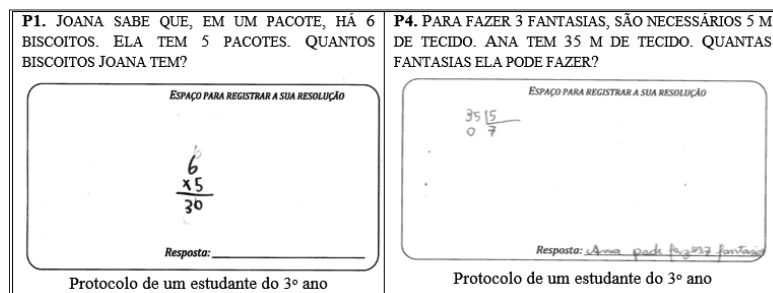 P1. JOANA SABE QUE, EM UM PACOTE, HÁ 6
BISCOITOS. ELA TEM 5 PACOTES. QUANTOS
BISCOITOS JOANA TEM?
ESPAÇO PARA REGISTRAR A SUA RESOLUÇÃO
6
x5
30
Resposta:
Protocolo de um estudante do 3º ano
P4. PARA FAZER 3 FANTASIAS, SÃO NECESSÁRIOS 5 M
DE TECIDO. ANA TEM 35 M DE TECIDO. QUANTAS
FANTASIAS ELA PODE FAZER?
ESPAÇO PARA REGISTRAR A SUA RESOLUÇÃO
35 5
0 7
Resposta: Ana pode fazer 7 fantasia
Protocolo de um estudante do 3º ano